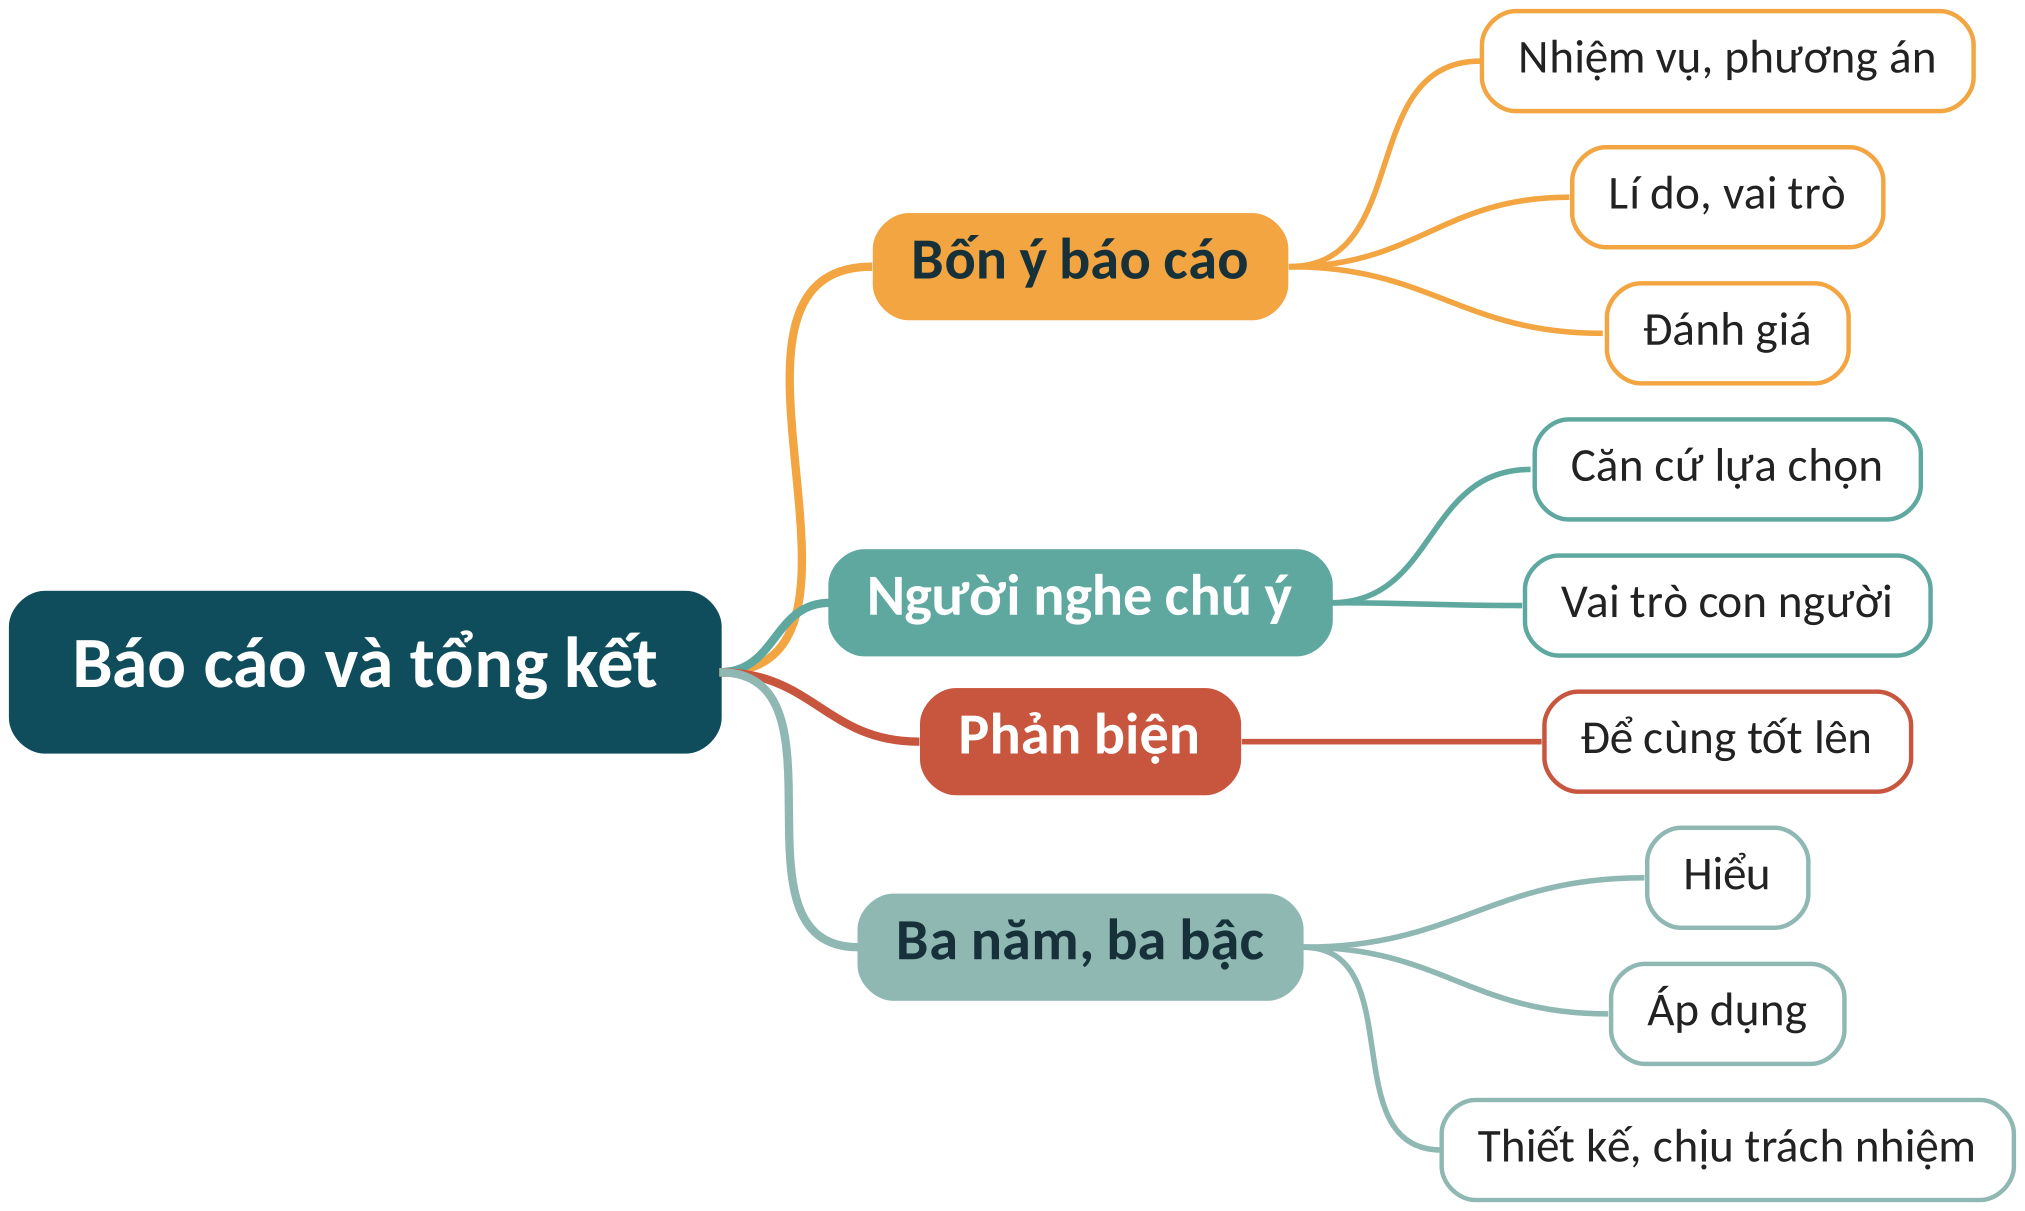 Báo cáo và tổng kết
Bốn ý báo cáo
Nhiệm vụ, phương án
Lí do, vai trò
Đánh giá
Người nghe chú ý
Căn cứ lựa chọn
Vai trò con người
Phản biện
Để cùng tốt lên
Ba năm, ba bậc
Hiểu
Áp dụng
Thiết kế, chịu trách nhiệm